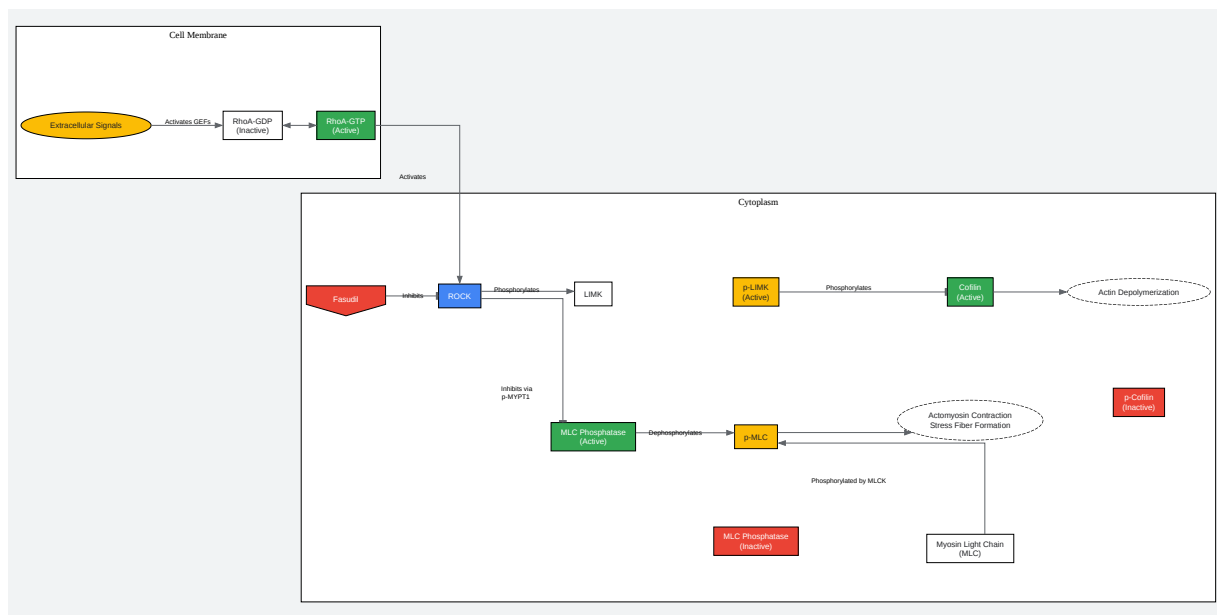 Cell Membrane
Extracellular Signals
Activates GEFs
RhoA-GDP
(Inactive)
RhoA-GTP
(Active)
Activates
Cytoplasm
Fasudil
Inhibits
ROCK
Phosphorylates
LIMK
p-LIMK
(Active)
Phosphorylates
Cofilin
(Active)
Actin Depolymerization
Inhibits via
p-MYPT1
p-Cofilin
(Inactive)
MLC Phosphatase
(Active)
Dephosphorylates
p-MLC
Actomyosin Contraction
Stress Fiber Formation
Phosphorylated by MLCK
MLC Phosphatase
(Inactive)
Myosin Light Chain
(MLC)